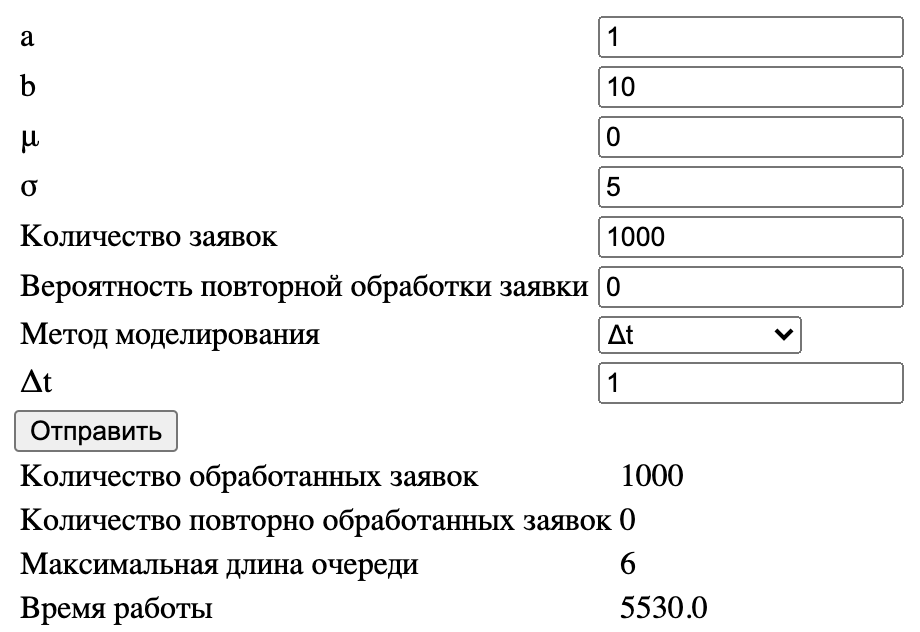 a 1
b 10
μ 0
σ 5
Количество заявок 1000
Вероятность повторной обработки заявки 0
Метод моделирования Δt
Δt 1
Отправить
Количество обработанных заявок 1000
Количество повторно обработанных заявок 0
Максимальная длина очереди 6
Время работы 5530.0